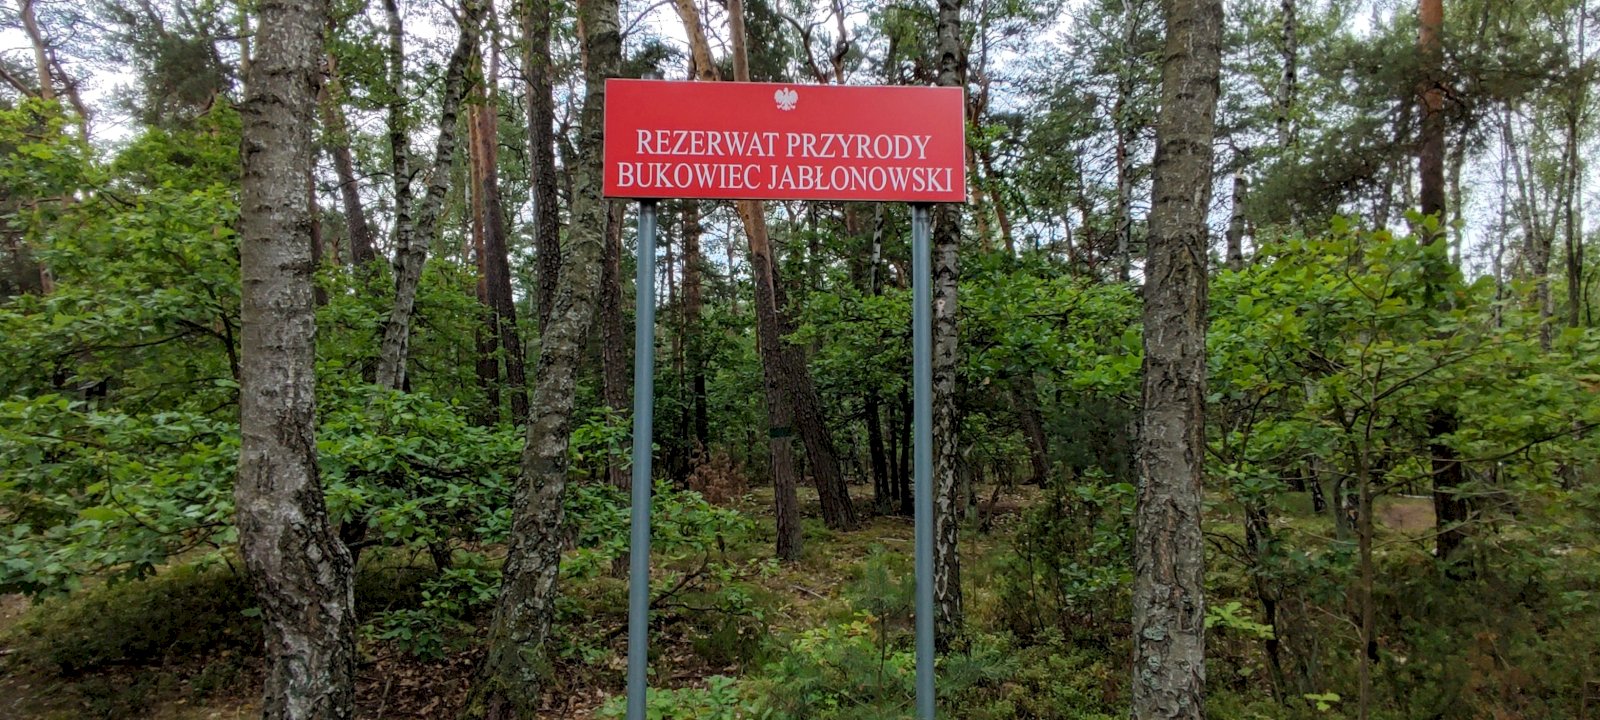 REZERWAT PRZYRODY
BUKOWIEC JABŁONOWSKI